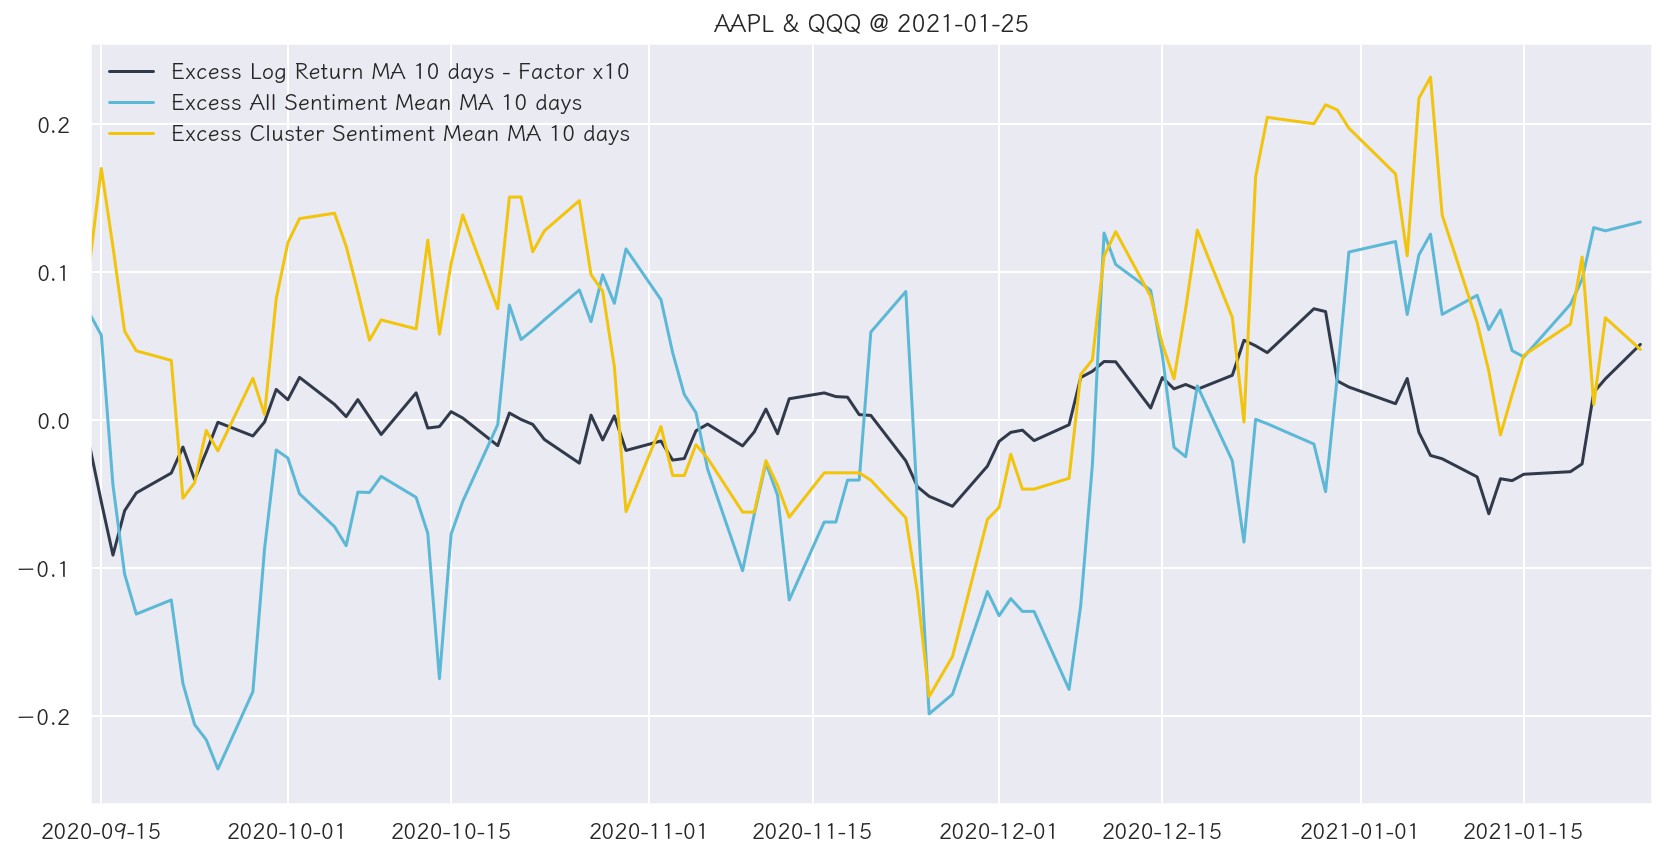 AAPL & QQQ @ 2021-01-25
Excess Log Return MA 10 days - Factor x10
Excess All Sentiment Mean MA 10 days
Excess Cluster Sentiment Mean MA 10 days
0.2
0.1
0.0
−0.1
−0.2
2020-09-15 2020-10-01 2020-10-15 2020-11-01 2020-11-15 2020-12-01 2020-12-15 2021-01-01 2021-01-15